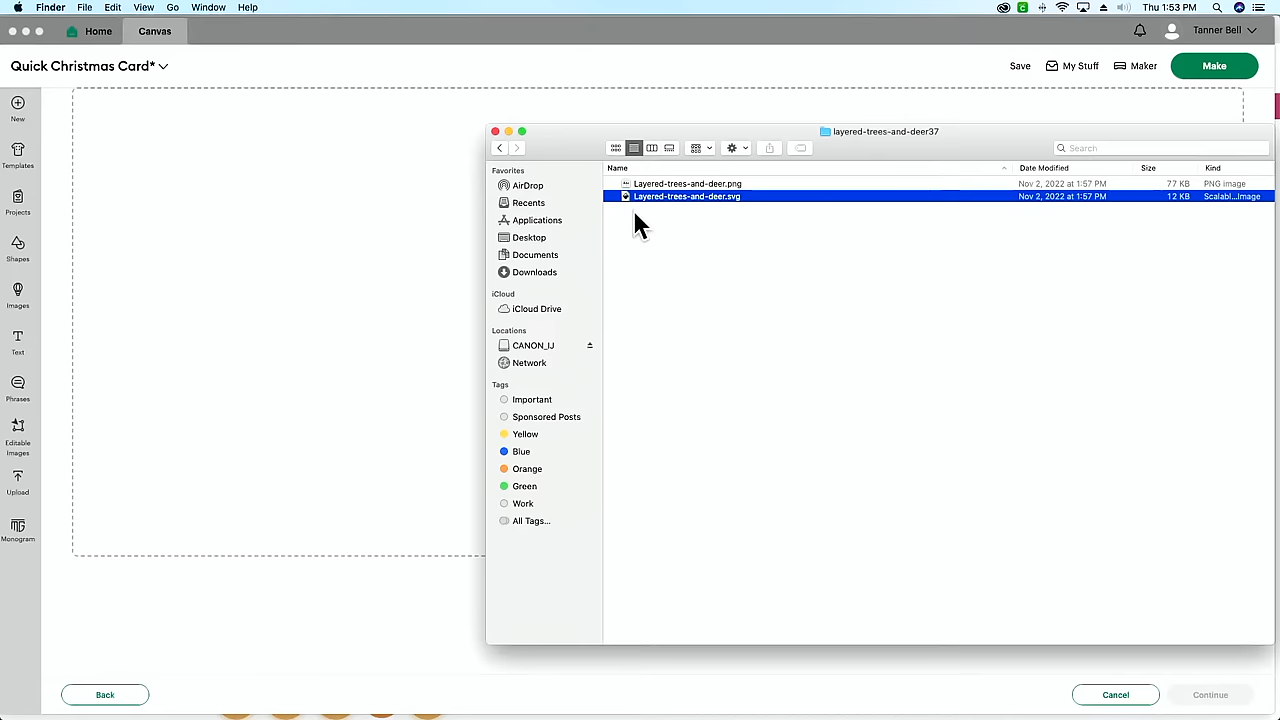 Finder File Edit View Go Window Help Thu 1:53 PM
Home Canvas Tanner Bell
Quick Christmas Card* Save My Stuff Maker Make
New
Templates
Projects
Shapes
Images
Text
Phrases
Editable
Images
Upload
Monogram
layered-trees-and-deer37
Search
Favorites
AirDrop
Recents
Applications
Desktop
Documents
Downloads
iCloud
iCloud Drive
Locations
CANON_IJ
Network
Tags
Important
Sponsored Posts
Yellow
Blue
Orange
Green
Work
All Tags...
Name Date Modified Size Kind
Layered-trees-and-deer.png Nov 2, 2022 at 1:57 PM 77 KB PNG image
Layered-trees-and-deer.svg Nov 2, 2022 at 1:57 PM 12 KB Scalabl...Image
Back Cancel Continue